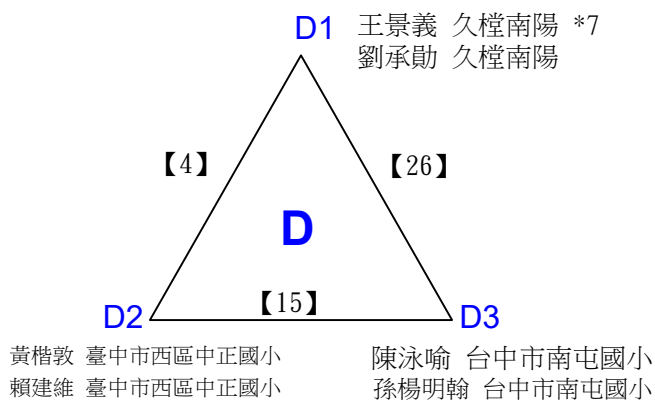 D1 王景義 久樘南陽 *7
劉承勛 久樘南陽
【4】 【26】
D
【15】
D2 D3
黃楷敦 臺中市西區中正國小 陳泳喻 台中市南屯國小
賴建維 臺中市西區中正國小 孫楊明翰 台中市南屯國小